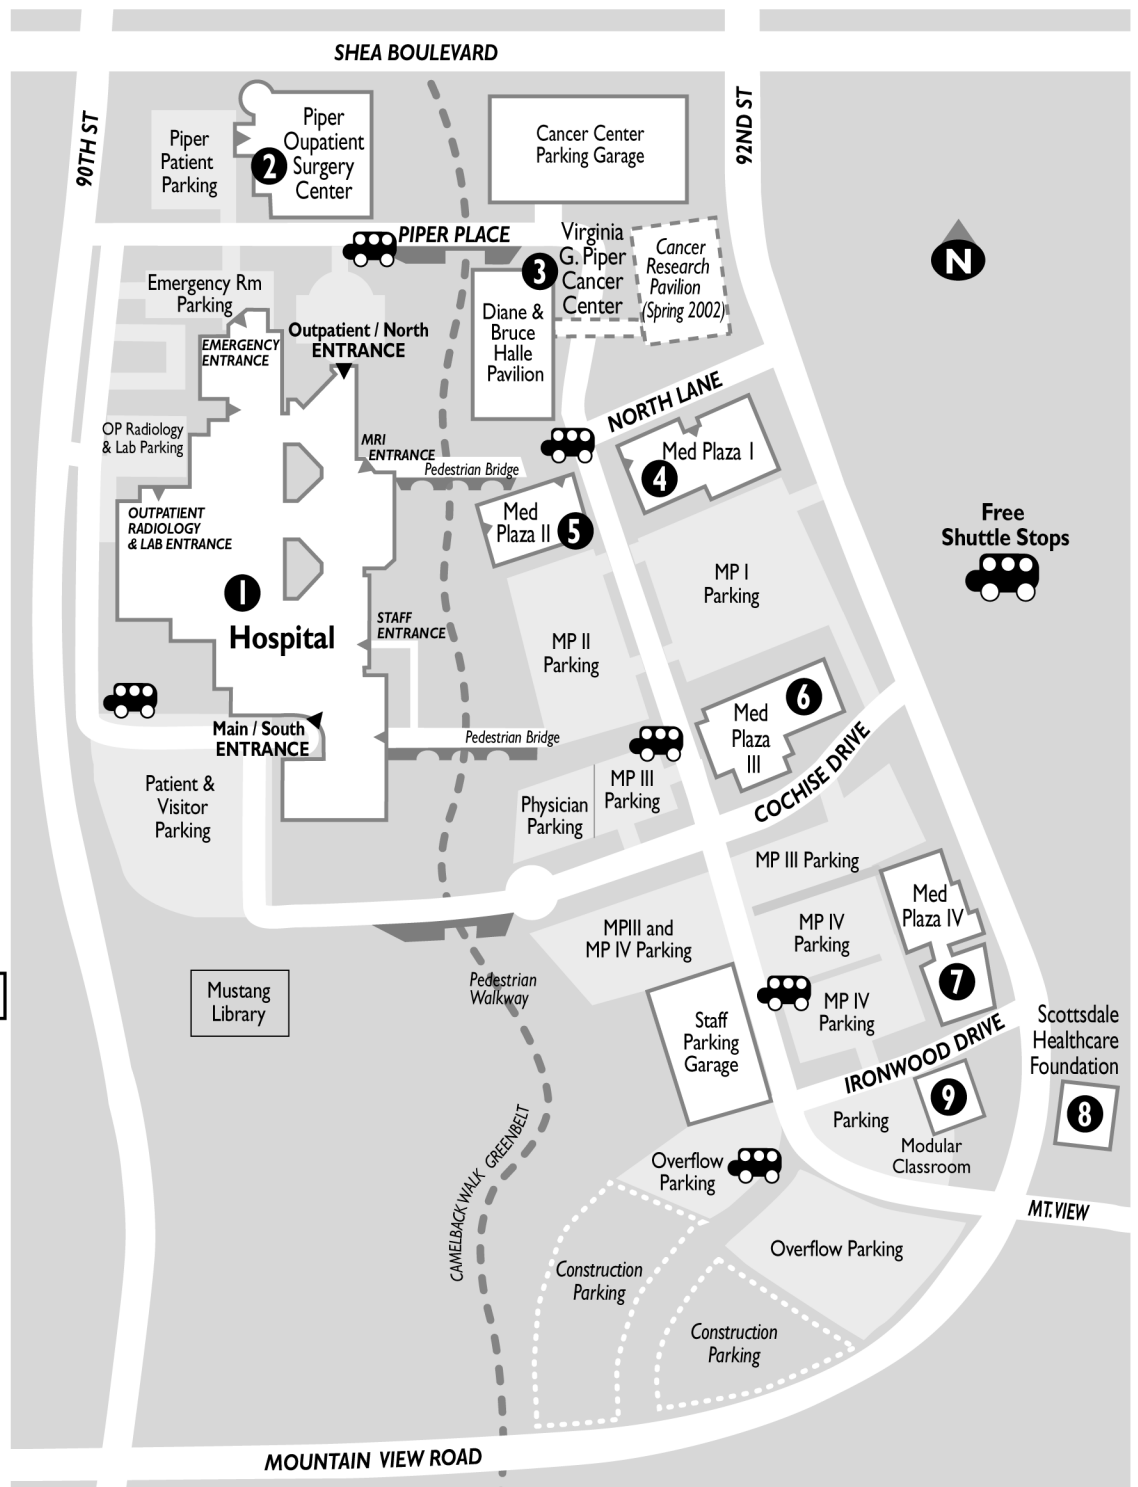 SHEA BOULEVARD
90TH ST
92ND ST
Piper
Patient
Parking
Piper
Oupatient
Surgery
Center
2
Cancer Center
Parking Garage
PIPER PLACE
Virginia
G. Piper
Cancer
Center
3
Cancer
Research
Pavilion
(Spring 2002)
N
Emergency Rm
Parking
EMERGENCY
ENTRANCE
Outpatient / North
ENTRANCE
Diane &
Bruce
Halle
Pavilion
NORTH LANE
OP Radiology
& Lab Parking
MRI
ENTRANCE
Pedestrian Bridge
Med Plaza I
4
OUTPATIENT
RADIOLOGY
& LAB ENTRANCE
Med
Plaza II
5
Free
Shuttle Stops
1
Hospital
STAFF
ENTRANCE
MP I
Parking
MP II
Parking
6
Med
Plaza
III
Main / South
ENTRANCE
Pedestrian Bridge
COCHISE DRIVE
Patient &
Visitor
Parking
Physician
Parking
MP III
Parking
MP III Parking
MPIII and
MP IV Parking
MP IV
Parking
Med
Plaza IV
7
Mustang
Library
Pedestrian
Walkway
Staff
Parking
Garage
MP IV
Parking
IRONWOOD DRIVE
Scottsdale
Healthcare
Foundation
8
9
Parking
Modular
Classroom
CAMELBACK WALK GREENBELT
Overflow
Parking
MT. VIEW
Overflow Parking
Construction
Parking
Construction
Parking
MOUNTAIN VIEW ROAD